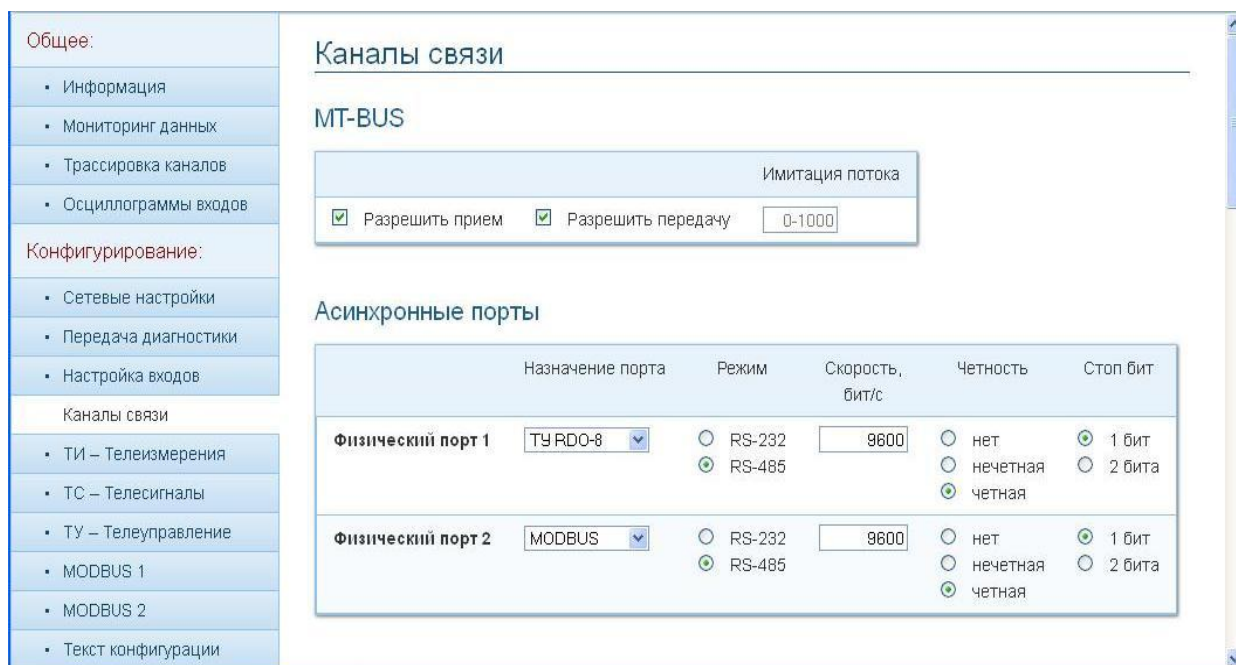 Общее:
• Информация
• Мониторинг данных
• Трассировка каналов
• Осциллограммы входов
Конфигурирование:
• Сетевые настройки
• Передача диагностики
• Настройка входов
Каналы связи
• ТИ – Телеизмерения
• ТС – Телесигналы
• ТУ – Телеуправление
• MODBUS 1
• MODBUS 2
• Текст конфигурации
Каналы связи
MT-BUS
Имитация потока
Разрешить прием Разрешить передачу 0-1000
Асинхронные порты
Назначение порта Режим Скорость, бит/с Четность Стоп бит
Физический порт 1 ТУ RDO-8 RS-232 9600 нет 1 бит
RS-485 нечетная 2 бита
четная
Физический порт 2 MODBUS RS-232 9600 нет 1 бит
RS-485 нечетная 2 бита
четная